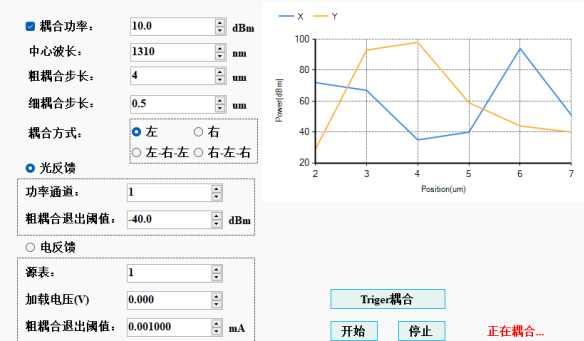 耦合功率： 10.0 dBm
中心波长： 1310 nm
粗耦合步长： 4 um
细耦合步长： 0.5 um
耦合方式： 左 右
左-右-左 右-左-右
光反馈
功率通道： 1
粗耦合退出阈值： -40.0 dBm
电反馈
源表： 1
加载电压(V) 0.000
粗耦合退出阈值： 0.001000 mA
X Y
Power[dBm]
100
80
60
40
20
2 3 4 5 6 7
Position(um)
Triger耦合
开始 停止 正在耦合...